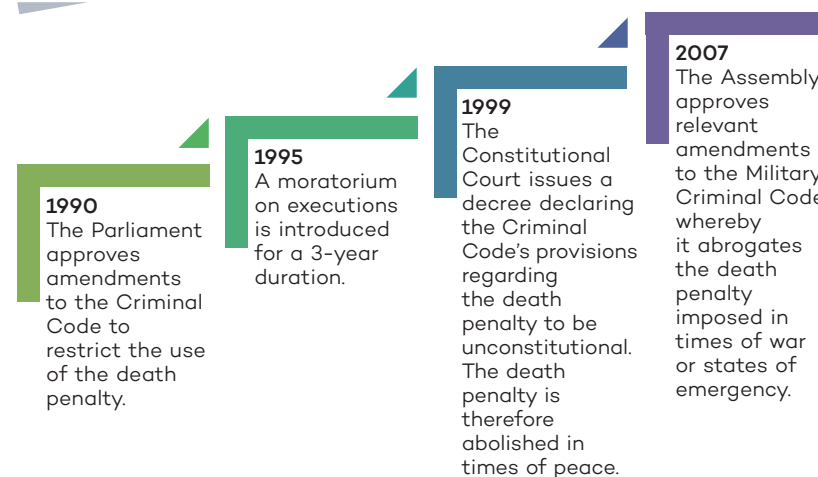 1990
The Parliament
approves
amendments
to the Criminal
Code to
restrict the use
of the death
penalty.
1995
A moratorium
on executions
is introduced
for a 3-year
duration.
1999
The
Constitutional
Court issues a
decree declaring
the Criminal
Code's provisions
regarding
the death
penalty to be
unconstitutional.
The death
penalty is
therefore
abolished in
times of peace.
2007
The Assembly
approves
relevant
amendments
to the Military
Criminal Code
whereby
it abrogates
the death
penalty
imposed in
times of war
or states of
emergency.